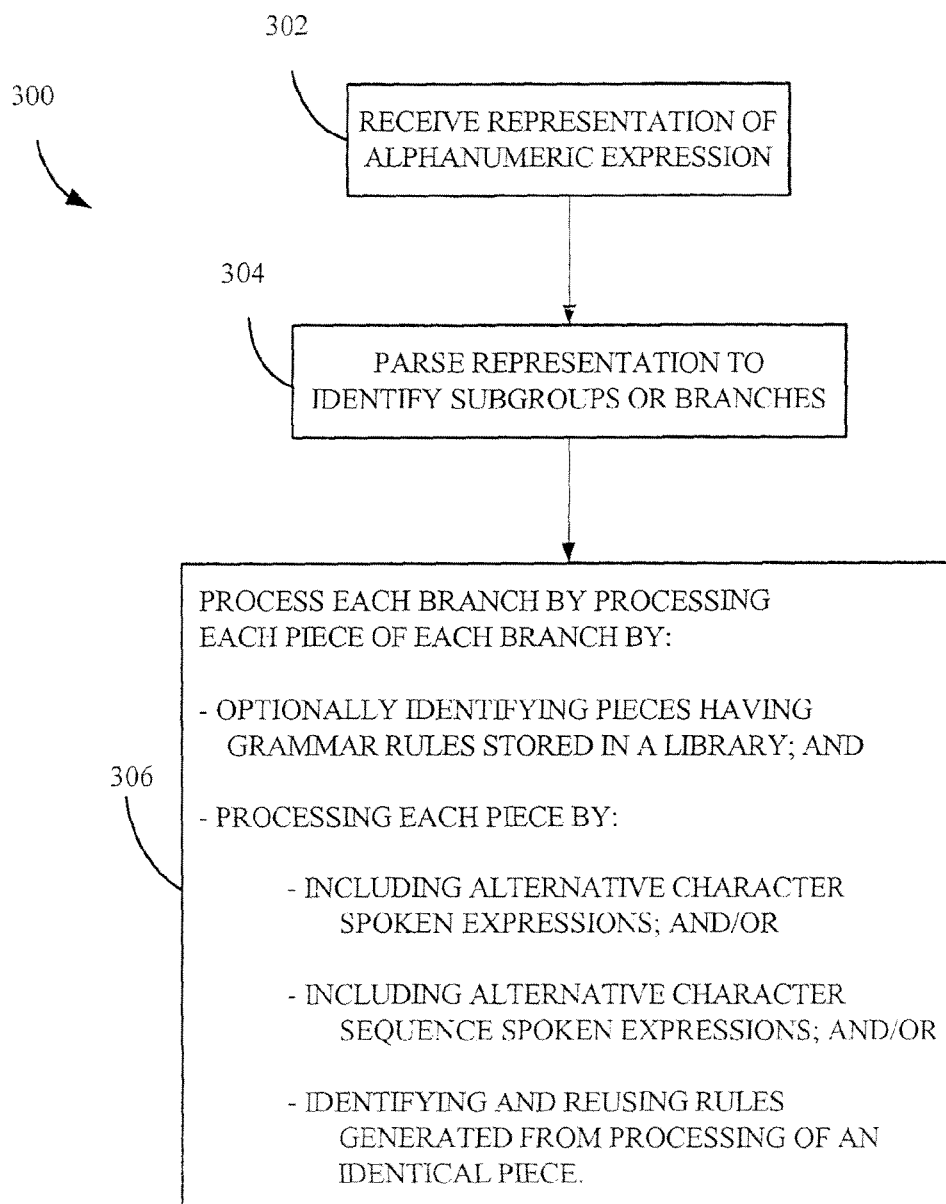 302
300
RECEIVE REPRESENTATION OF
ALPHANUMERIC EXPRESSION
304
PARSE REPRESENTATION TO
IDENTIFY SUBGROUPS OR BRANCHES
PROCESS EACH BRANCH BY PROCESSING
EACH PIECE OF EACH BRANCH BY:
- OPTIONALLY IDENTIFYING PIECES HAVING
GRAMMAR RULES STORED IN A LIBRARY; AND
306
- PROCESSING EACH PIECE BY:
- INCLUDING ALTERNATIVE CHARACTER
SPOKEN EXPRESSIONS; AND/OR
- INCLUDING ALTERNATIVE CHARACTER
SEQUENCE SPOKEN EXPRESSIONS; AND/OR
- IDENTIFYING AND REUSING RULES
GENERATED FROM PROCESSING OF AN
IDENTICAL PIECE.